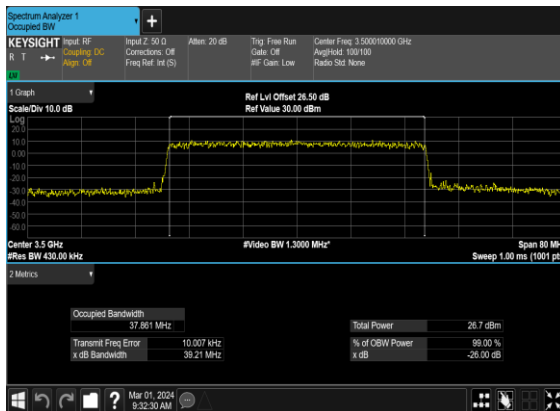 Spectrum Analyzer 1
Occupied BW
KEYSIGHT
R T
LXI
Input: RF
Coupling: DC
Align: Off
Input Z: 50 Ω
Corrections: Off
Freq Ref: Int (S)
Atten: 20 dB
Trig: Free Run
Gate: Off
#IF Gain: Low
Center Freq: 3.500010000 GHz
Avg|Hold: 100/100
Radio Std: None
1 Graph
Scale/Div 10.0 dB
Ref Lvl Offset 26.50 dB
Ref Value 30.00 dBm
Log
20.0
10.0
0.00
-10.0
-20.0
-30.0
-40.0
-50.0
-60.0
Center 3.5 GHz
#Video BW 1.3000 MHz*
Span 80 MH
#Res BW 430.00 kHz
Sweep 1.00 ms (1001 pts
2 Metrics
Occupied Bandwidth
37.861 MHz
Total Power 26.7 dBm
Transmit Freq Error 10.007 kHz
% of OBW Power 99.00 %
x dB Bandwidth 39.21 MHz
x dB -26.00 dB
?
Mar 01, 2024
9:32:30 AM